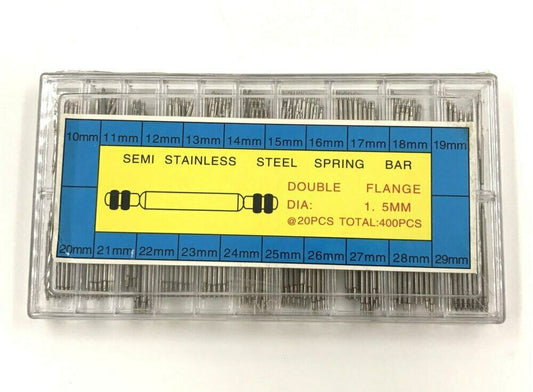 10mm 11mm 12mm 13mm 14mm 15mm 16mm 17mm 18mm 19mm
SEMI STAINLESS STEEL SPRING BAR
DOUBLE FLANGE
DIA: 1. 5MM
@20PCS TOTAL:400PCS
20mm 21mm 22mm 23mm 24mm 25mm 26mm 27mm 28mm 29mm